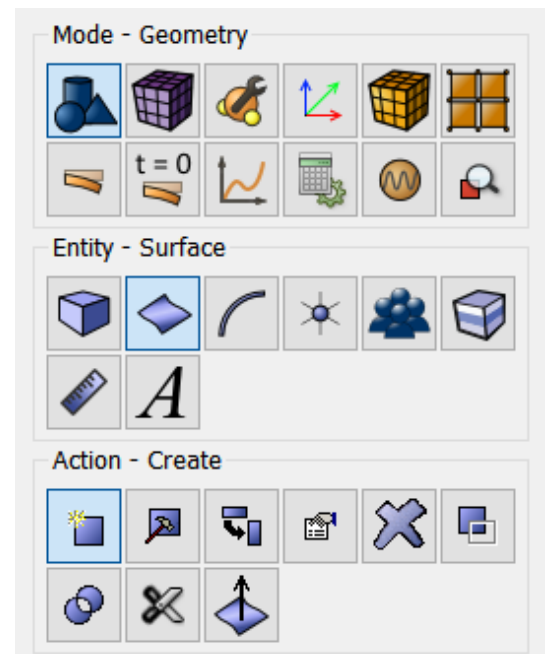 Mode - Geometry
t = 0
Entity - Surface
A
Action - Create